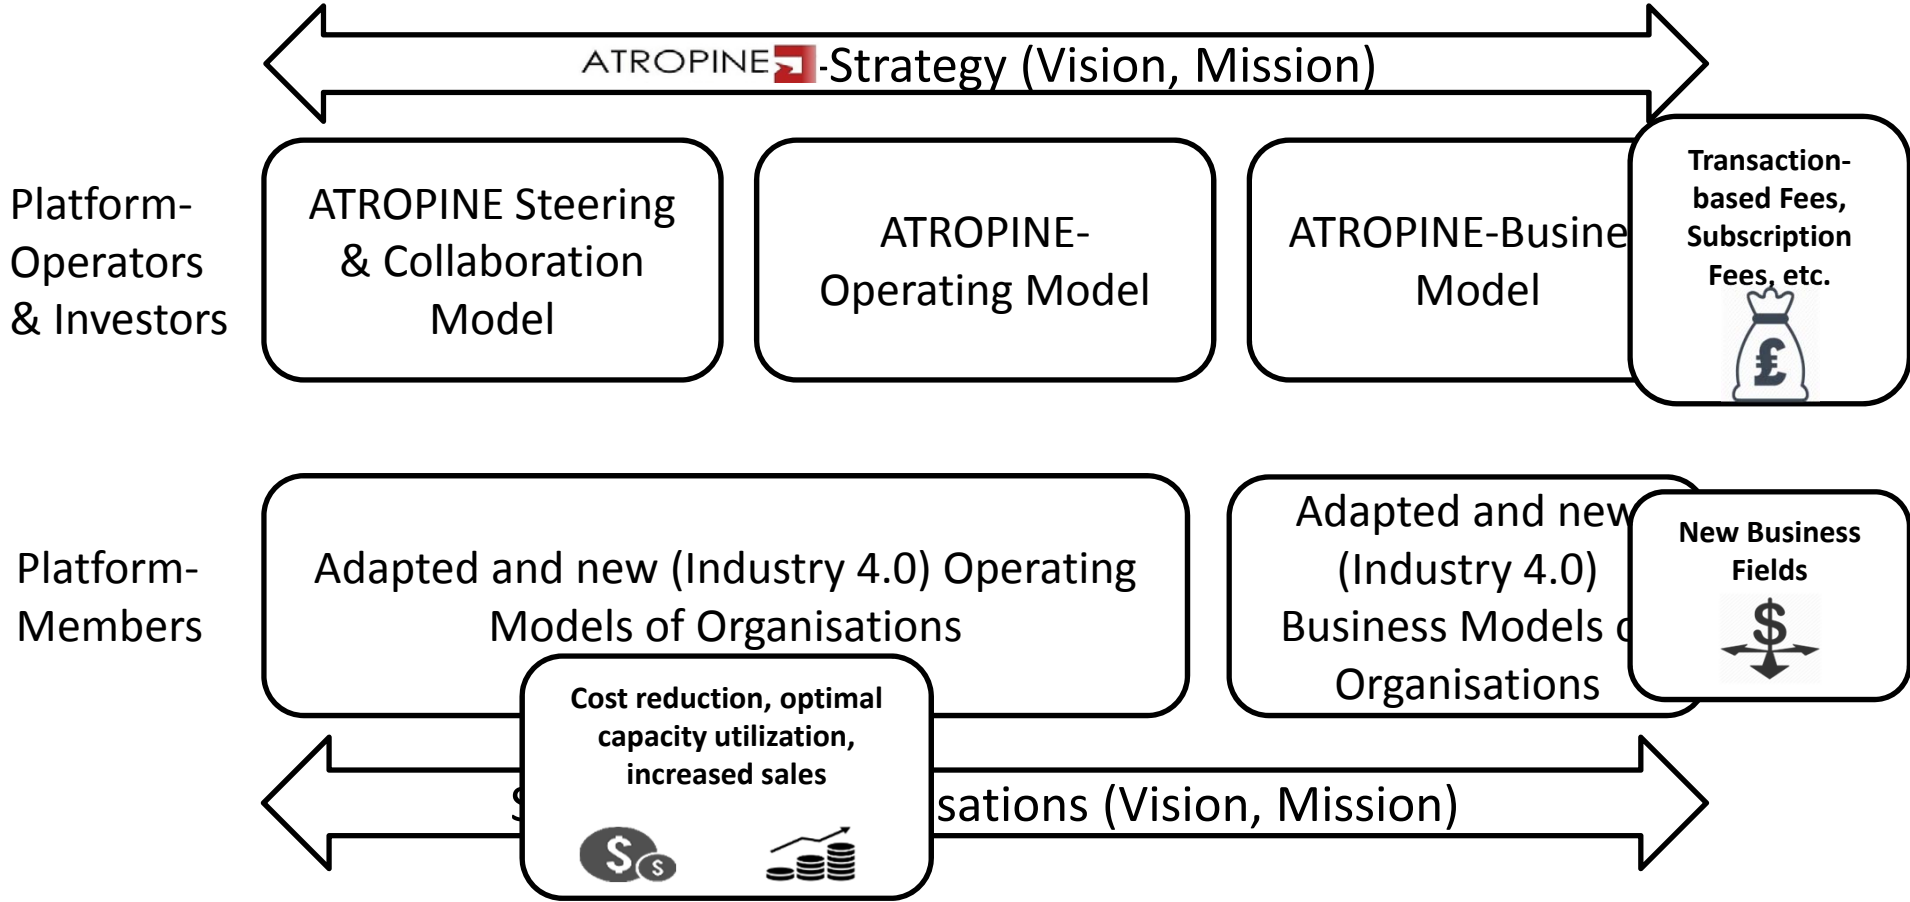 ATROPINE -Strategy (Vision, Mission)
Platform-
Operators
& Investors
ATROPINE Steering
& Collaboration
Model
ATROPINE-
Operating Model
ATROPINE-Busine
Model
Transaction-
based Fees,
Subscription
Fees, etc.
£
Platform-
Members
Adapted and new (Industry 4.0) Operating
Models of Organisations
Adapted and new
(Industry 4.0)
Business Models
Organisations
New Business
Fields
$
Cost reduction, optimal
capacity utilization,
increased sales
$ $
sations (Vision, Mission)